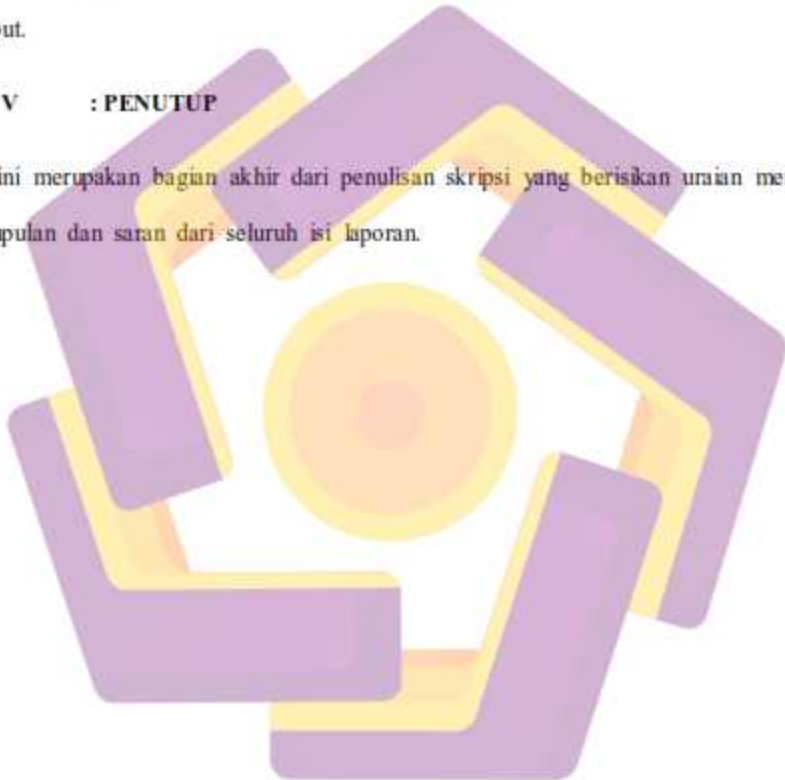 put.
V : PENUTUP
ini merupakan bagian akhir dari penulisan skripsi yang berisikan uraian me
pulan dan saran dari seluruh isi laporan.